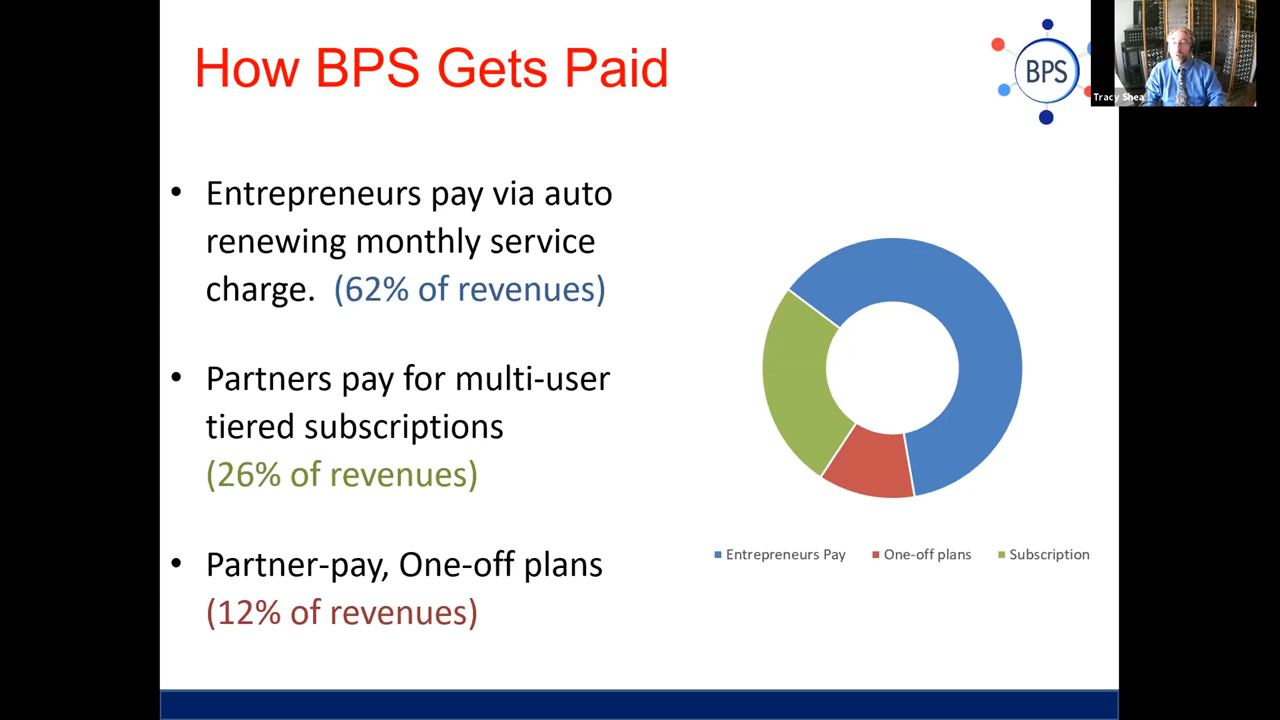 How BPS Gets Paid
BPS
Tracy Shea
• Entrepreneurs pay via auto
renewing monthly service
charge. (62% of revenues)
• Partners pay for multi-user
tiered subscriptions
(26% of revenues)
• Partner-pay, One-off plans
(12% of revenues)
Entrepreneurs Pay One-off plans Subscription